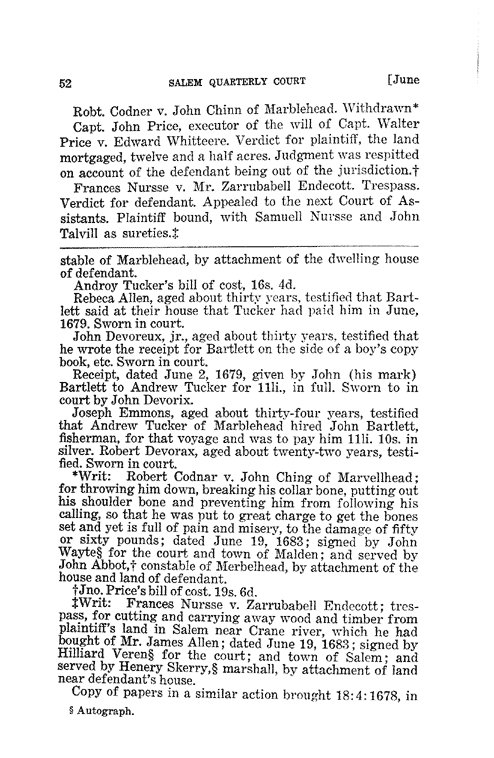 52 SALEM QUARTERLY COURT [June
Robt. Codner v. John Chinn of Marblehead. Withdrawn*
Capt. John Price, executor of the will of Capt. Walter
Price v. Edward Whitteere. Verdict for plaintiff, the land
mortgaged, twelve and a half acres. Judgment was respitted
on account of the defendant being out of the jurisdiction.†
Frances Nursse v. Mr. Zarrubabell Endecott. Trespass.
Verdict for defendant. Appealed to the next Court of As-
sistants. Plaintiff bound, with Samuell Nursse and John
Talvill as sureties.‡
stable of Marblehead, by attachment of the dwelling house
of defendant.
Androy Tucker's bill of cost, 16s. 4d.
Rebeca Allen, aged about thirty years, testified that Bart-
lett said at their house that Tucker had paid him in June,
1679. Sworn in court.
John Devoreux, jr., aged about thirty years, testified that
he wrote the receipt for Bartlett on the side of a boy's copy
book, etc. Sworn in court.
Receipt, dated June 2, 1679, given by John (his mark)
Bartlett to Andrew Tucker for 11li., in full. Sworn to in
court by John Devorix.
Joseph Emmons, aged about thirty-four years, testified
that Andrew Tucker of Marblehead hired John Bartlett,
fisherman, for that voyage and was to pay him 11li. 10s. in
silver. Robert Devorax, aged about twenty-two years, testi-
fied. Sworn in court.
*Writ: Robert Codnar v. John Ching of Marvellhead;
for throwing him down, breaking his collar bone, putting out
his shoulder bone and preventing him from following his
calling, so that he was put to great charge to get the bones
set and yet is full of pain and misery, to the damage of fifty
or sixty pounds; dated June 19, 1683; signed by John
Wayte§ for the court and town of Malden; and served by
John Abbot,† constable of Merbelhead, by attachment of the
house and land of defendant.
†Jno. Price's bill of cost. 19s. 6d.
‡Writ: Frances Nursse v. Zarrubabell Endecott; tres-
pass, for cutting and carrying away wood and timber from
plaintiff's land in Salem near Crane river, which he had
bought of Mr. James Allen; dated June 19, 1683; signed by
Hilliard Veren§ for the court; and town of Salem; and
served by Henery Skerry,§ marshall, by attachment of land
near defendant's house.
Copy of papers in a similar action brought 18:4:1678, in
§ Autograph.